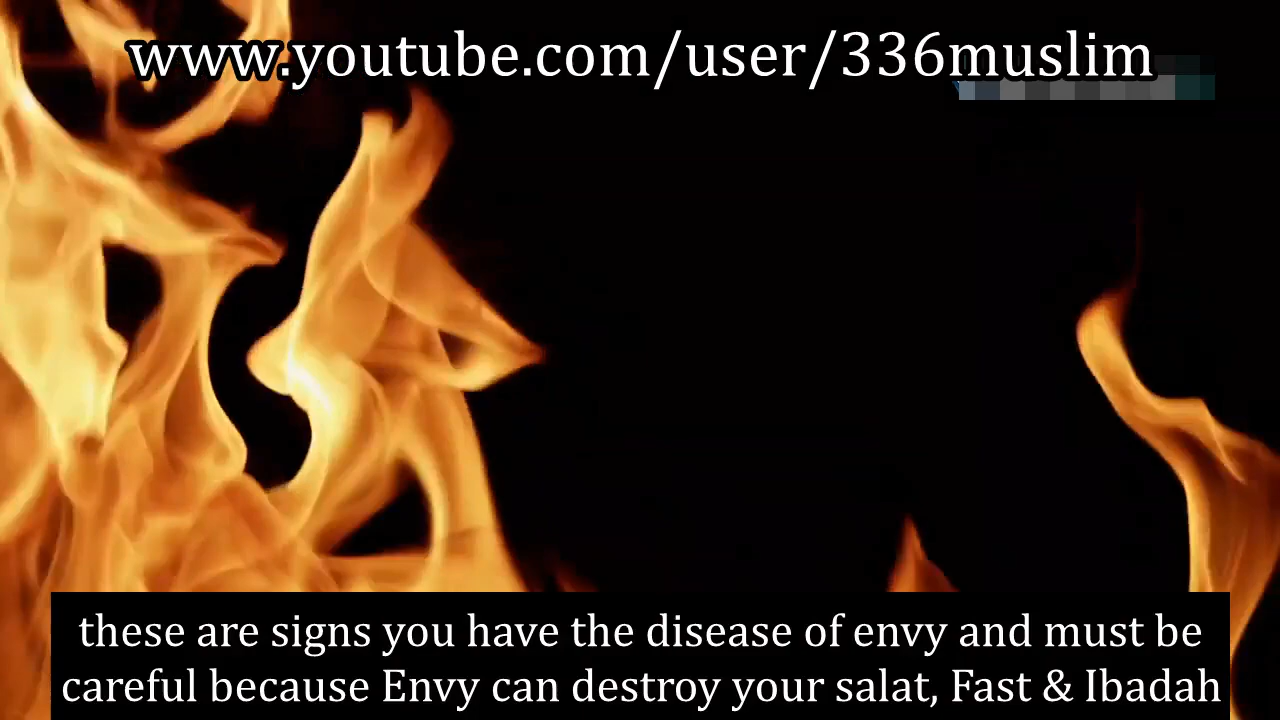 www.youtube.com/user/336muslim
these are signs you have the disease of envy and must be
careful because Envy can destroy your salat, Fast & Ibadah